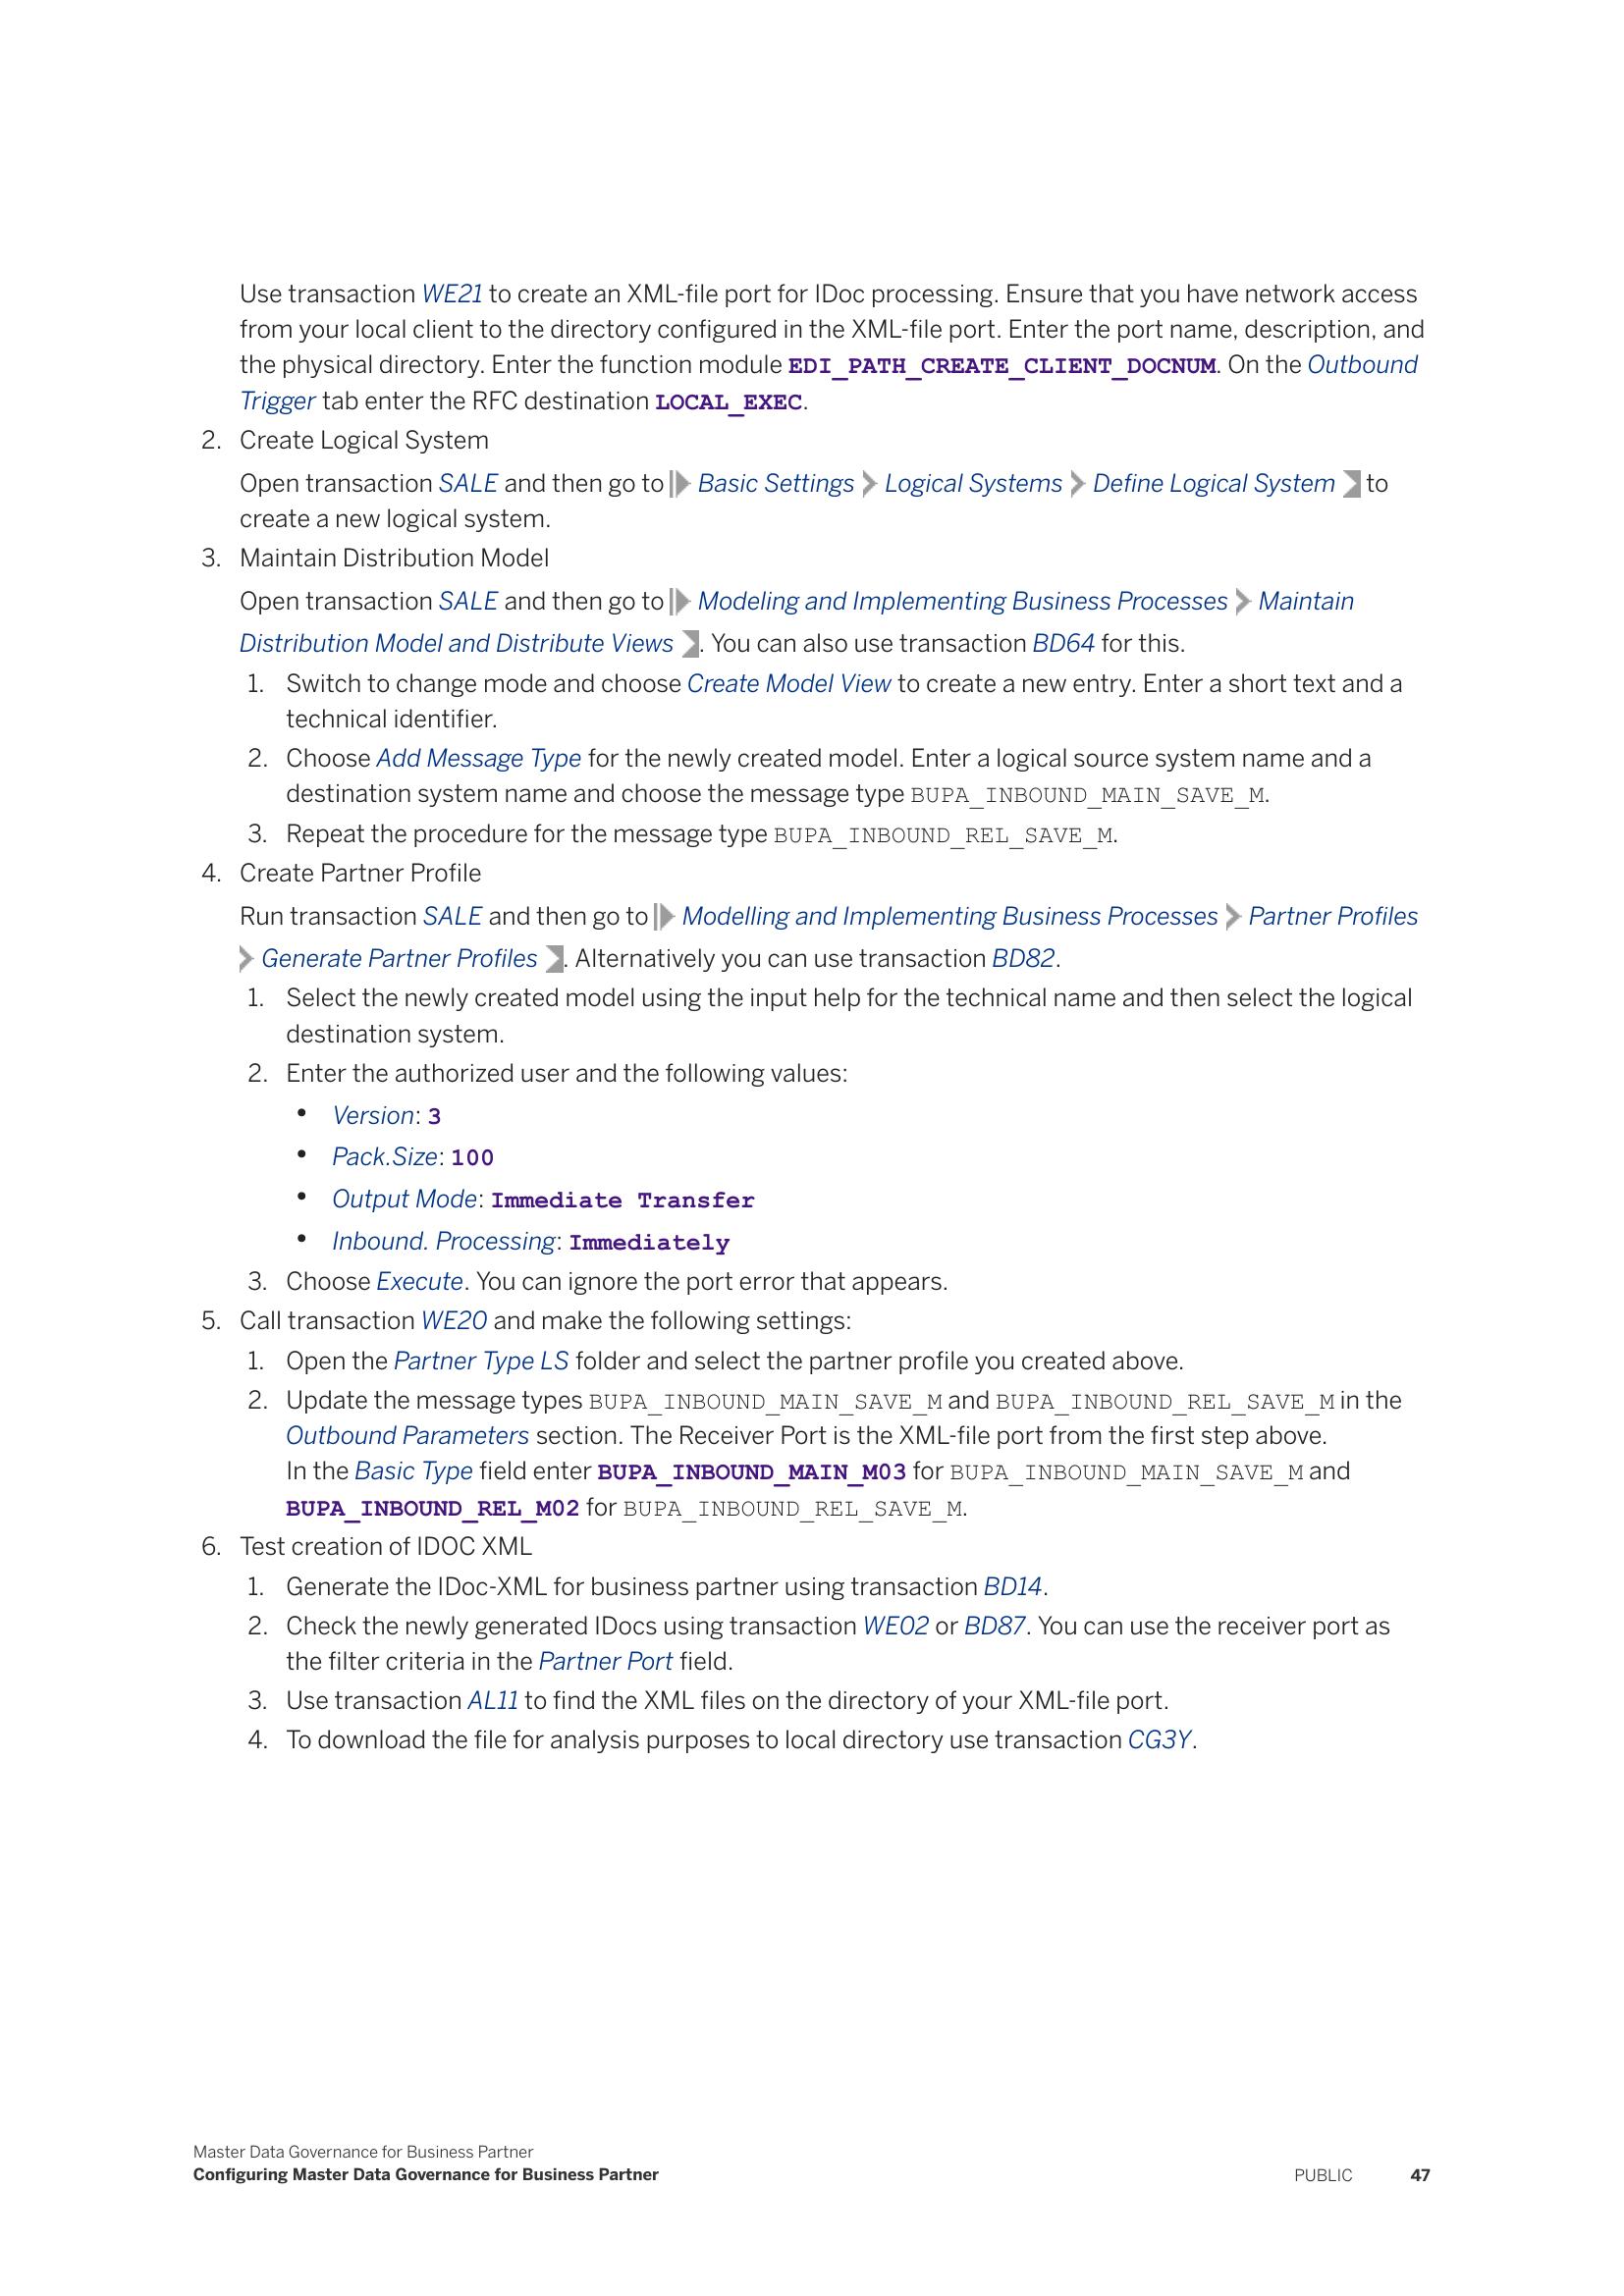 Use transaction WE21 to create an XML-file port for IDoc processing. Ensure that you have network access
from your local client to the directory configured in the XML-file port. Enter the port name, description, and
the physical directory. Enter the function module EDI_PATH_CREATE_CLIENT_DOCNUM. On the Outbound
Trigger tab enter the RFC destination LOCAL_EXEC.
2. Create Logical System
Open transaction SALE and then go to Basic Settings Logical Systems Define Logical System to
create a new logical system.
3. Maintain Distribution Model
Open transaction SALE and then go to Modeling and Implementing Business Processes Maintain
Distribution Model and Distribute Views . You can also use transaction BD64 for this.
1. Switch to change mode and choose Create Model View to create a new entry. Enter a short text and a
technical identifier.
2. Choose Add Message Type for the newly created model. Enter a logical source system name and a
destination system name and choose the message type BUPA_INBOUND_MAIN_SAVE_M.
3. Repeat the procedure for the message type BUPA_INBOUND_REL_SAVE_M.
4. Create Partner Profile
Run transaction SALE and then go to Modelling and Implementing Business Processes Partner Profiles
Generate Partner Profiles . Alternatively you can use transaction BD82.
1. Select the newly created model using the input help for the technical name and then select the logical
destination system.
2. Enter the authorized user and the following values:
• Version: 3
• Pack.Size: 100
• Output Mode: Immediate Transfer
• Inbound. Processing: Immediately
3. Choose Execute. You can ignore the port error that appears.
5. Call transaction WE20 and make the following settings:
1. Open the Partner Type LS folder and select the partner profile you created above.
2. Update the message types BUPA_INBOUND_MAIN_SAVE_M and BUPA_INBOUND_REL_SAVE_M in the
Outbound Parameters section. The Receiver Port is the XML-file port from the first step above.
In the Basic Type field enter BUPA_INBOUND_MAIN_M03 for BUPA_INBOUND_MAIN_SAVE_M and
BUPA_INBOUND_REL_M02 for BUPA_INBOUND_REL_SAVE_M.
6. Test creation of IDOC XML
1. Generate the IDoc-XML for business partner using transaction BD14.
2. Check the newly generated IDocs using transaction WE02 or BD87. You can use the receiver port as
the filter criteria in the Partner Port field.
3. Use transaction AL11 to find the XML files on the directory of your XML-file port.
4. To download the file for analysis purposes to local directory use transaction CG3Y.
Master Data Governance for Business Partner
Configuring Master Data Governance for Business Partner PUBLIC 47